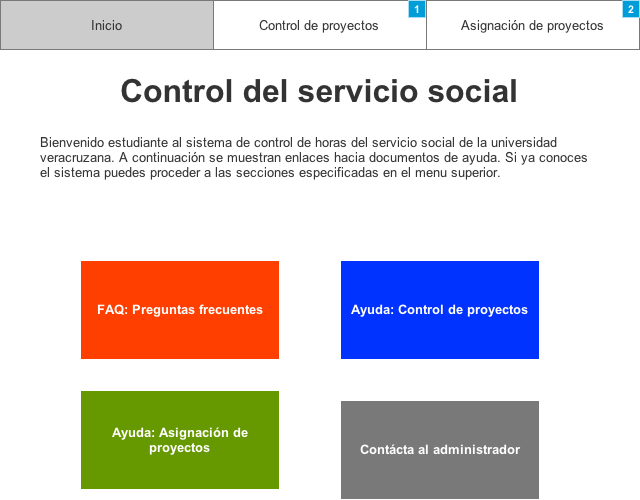 Inicio
Control de proyectos
1
Asignación de proyectos
2
Control del servicio social
Bienvenido estudiante al sistema de control de horas del servicio social de la universidad
veracruzana. A continuación se muestran enlaces hacia documentos de ayuda. Si ya conoces
el sistema puedes proceder a las secciones especificadas en el menu superior.
FAQ: Preguntas frecuentes
Ayuda: Control de proyectos
Ayuda: Asignación de
proyectos
Contácta al administrador